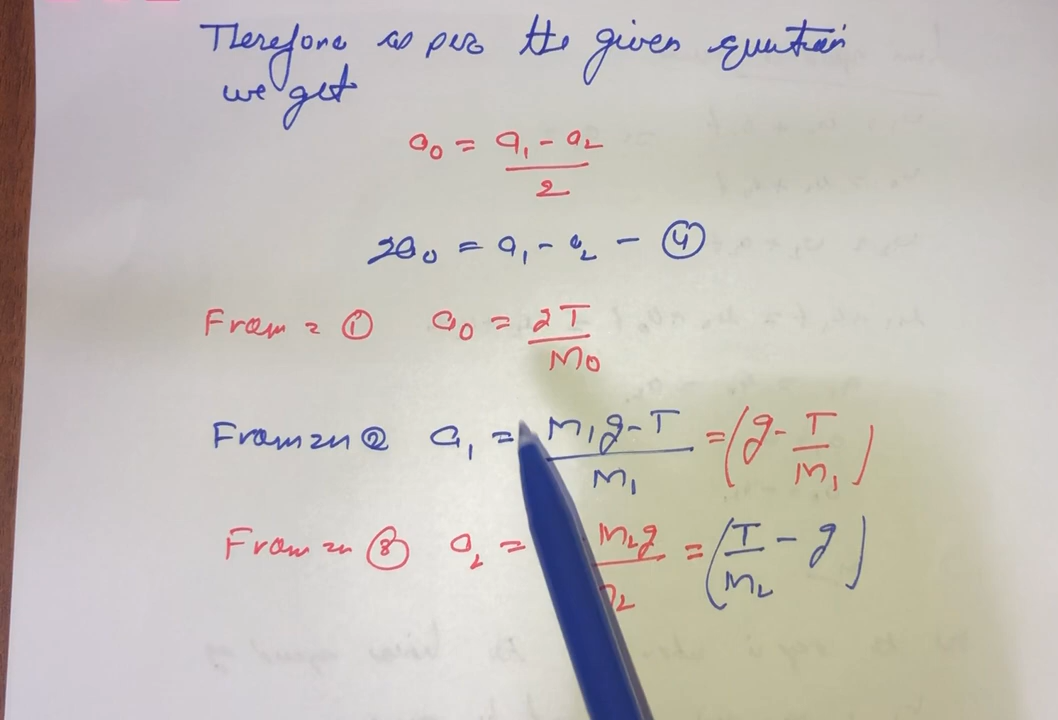 Therefore as per the given equation
we get
a₀ = a₁ - a₂ / 2
2a₀ = a₁ - a₂ - ④
From = ① a₀ = 2T / M₀
From ② a₁ = m₁g - T / m₁ = (g - T / m₁)
From ③ a₂ = m₂g = (T / m₂ - g)